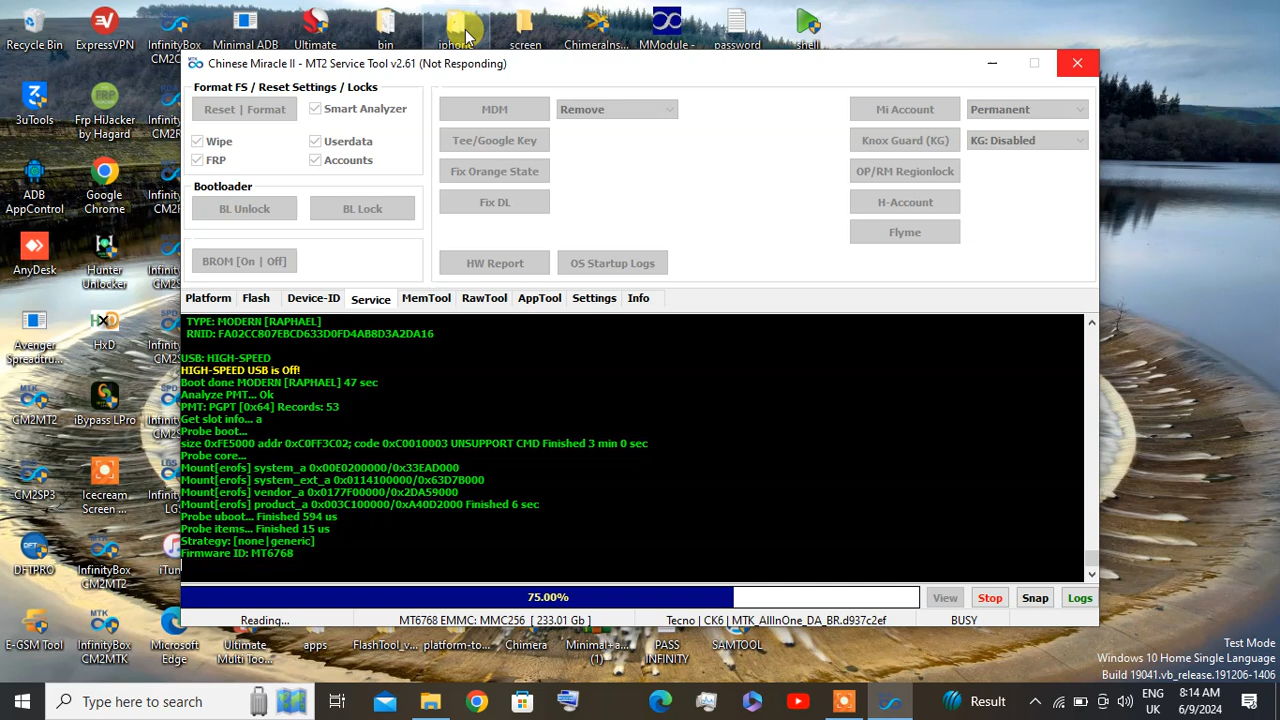 Recycle Bin
ExpressVPN
InfinityBox
CM2
Minimal ADB
Ultimate
bin
iphone
screen
ChimeraIns...
MModule -
password
shell
Chinese Miracle II - MT2 Service Tool v2.61 (Not Responding)
Format FS / Reset Settings / Locks
Reset | Format
Smart Analyzer
Wipe
Userdata
FRP
Accounts
Bootloader
BL Unlock
BL Lock
BROM [On | Off]
MDM
Remove
Tee/Google Key
Fix Orange State
Fix DL
HW Report
OS Startup Logs
Mi Account
Permanent
Knox Guard (KG)
KG: Disabled
OP/RM Regionlock
H-Account
Flyme
Platform
Flash
Device-ID
Service
MemTool
RawTool
AppTool
Settings
Info
TYPE: MODERN [RAPHAEL]
RNID: FA02CC807EBCD633D0FD4AB8D3A2DA16
USB: HIGH-SPEED
HIGH-SPEED USB is Off!
Boot done MODERN [RAPHAEL] 47 sec
Analyze PMT... Ok
PMT: PGPT [0x64] Records: 53
Get slot info... a
Probe boot...
size 0xFE5000 addr 0xC0FF3C02; code 0xC0010003 UNSUPPORT CMD Finished 3 min 0 sec
Probe core...
Mount[erofs] system_a 0x00E0200000/0x33EAD000
Mount[erofs] system_ext_a 0x0114100000/0x63D7B000
Mount[erofs] vendor_a 0x0177F00000/0x2DA59000
Mount[erofs] product_a 0x003C100000/0xA40D2000 Finished 6 sec
Probe uboot... Finished 594 us
Probe items... Finished 15 us
Strategy: [none|generic]
Firmware ID: MT6768
75.00%
View
Stop
Snap
Logs
Reading...
MT6768 EMMC: MMC256 [ 233.01 Gb ]
Tecno | CK6 | MTK_AllInOne_DA_BR.d937c2ef
BUSY
3uTools
Frp HiJacker
by Hagard
ADB
AppControl
Google
Chrome
AnyDesk
Hunter
Unlocker
Avenger
Spreadtru...
HxD
CM2MT2
iBypass LPro
CM2SP3
Icecream
Screen ...
DFTPRO
InfinityBox
CM2MT2
E-GSM Tool
InfinityBox
CM2MTK
Microsoft
Edge
Ultimate
Multi Too...
apps
FlashTool_v...
platform-to...
Chimera
Minimal+a...
(1)
PASS
INFINITY
SAMTOOL
Test Mode
Windows 10 Home Single Language
Build 19041.vb_release.191206-1406
Type here to search
Result
ENG
UK
8:14 AM
6/9/2024